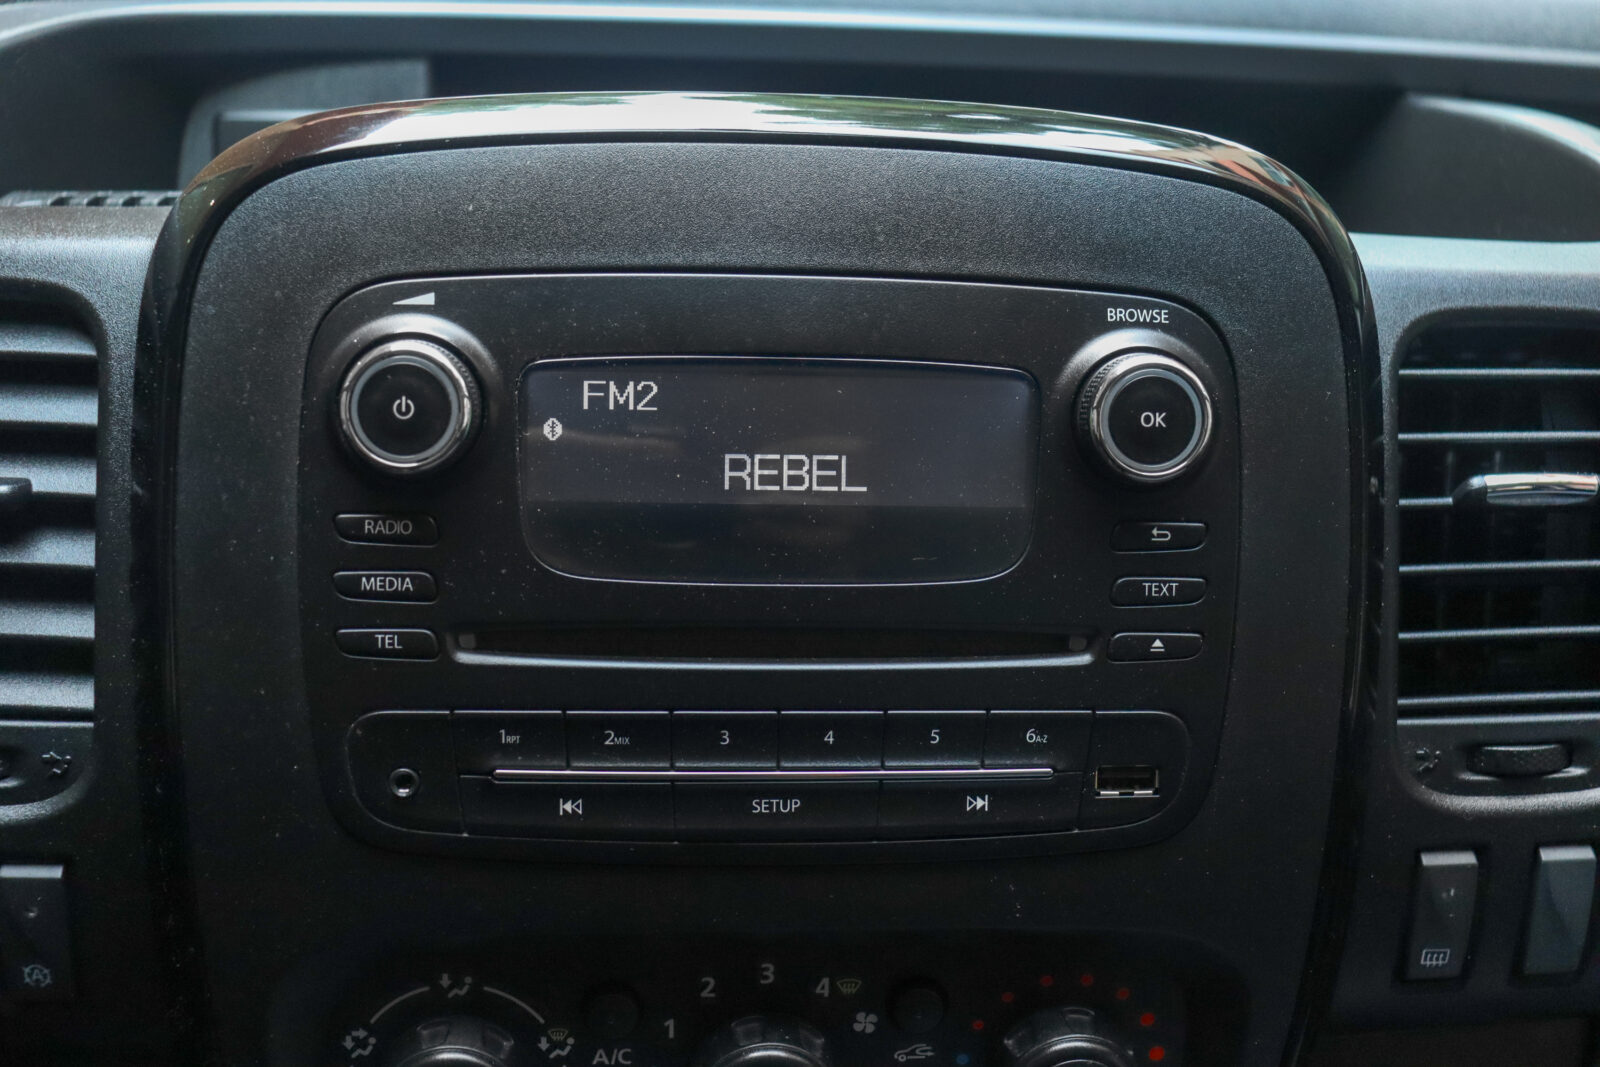 BROWSE
FM2
OK
REBEL
RADIO
MEDIA
TEXT
TEL
1RPT 2MIX 3 4 5 6A-Z
SETUP
1 2 3 4
A/C
A